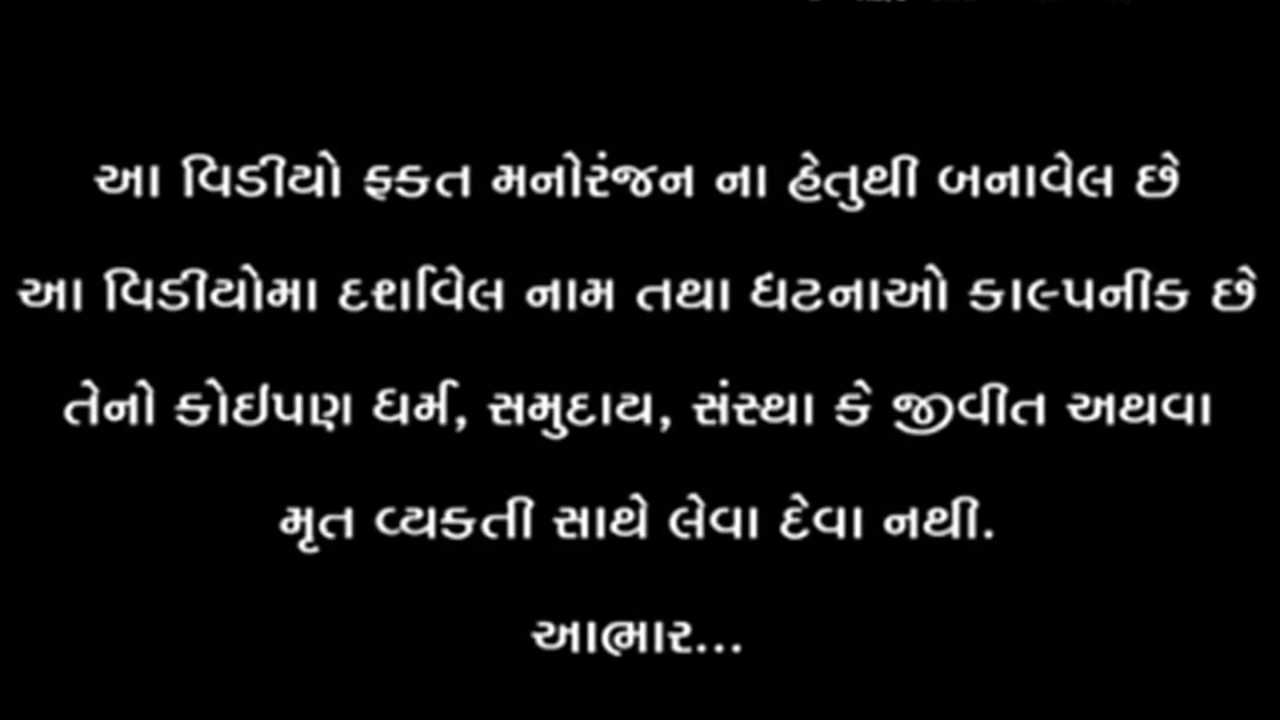 આ વિડીયો ફકત મનોરંજન ના હેતુથી બનાવેલ છે
આ વિડીયોમા દર્શાવેલ નામ તથા ઘટનાઓ કાલ્પનીક છે
તેનો કોઇપણ ધર્મ, સમુદાય, સંસ્થા કે જીવીત અથવા
મૃત વ્યકતી સાથે લેવા દેવા નથી.
આભાર...